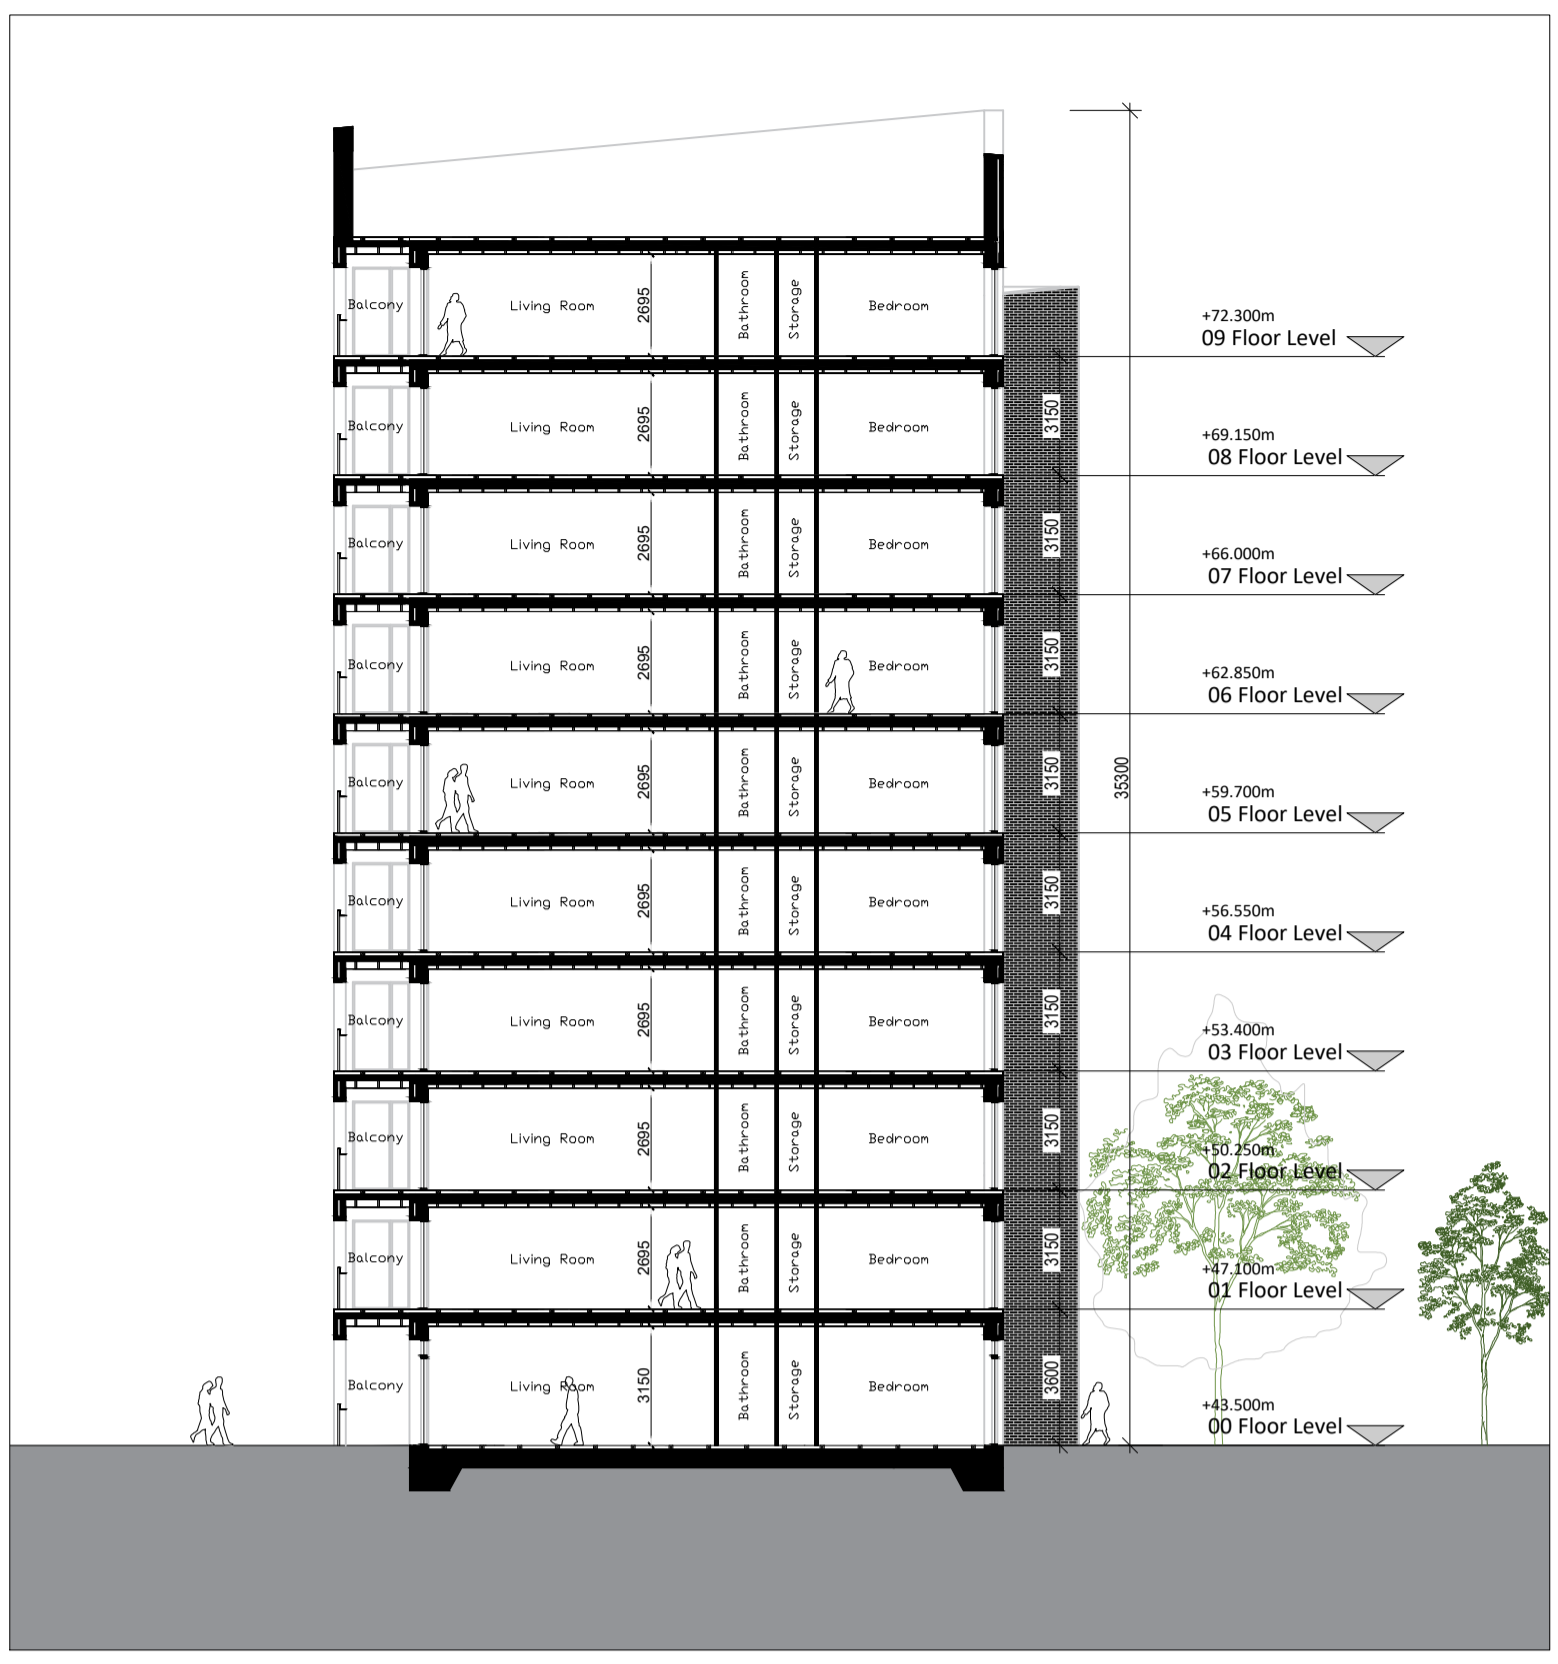 +72.300m
09 Floor Level
Balcony
Living Room
2695
Bathroom
Storage
Bedroom
3150
+69.150m
08 Floor Level
Balcony
Living Room
2695
Bathroom
Storage
Bedroom
3150
+66.000m
07 Floor Level
Balcony
Living Room
2695
Bathroom
Storage
Bedroom
3150
+62.850m
06 Floor Level
Balcony
Living Room
2695
Bathroom
Storage
Bedroom
3150
+59.700m
05 Floor Level
Balcony
Living Room
2695
Bathroom
Storage
Bedroom
3150
35300
+56.550m
04 Floor Level
Balcony
Living Room
2695
Bathroom
Storage
Bedroom
3150
+53.400m
03 Floor Level
Balcony
Living Room
2695
Bathroom
Storage
Bedroom
3150
+50.250m
02 Floor Level
Balcony
Living Room
2695
Bathroom
Storage
Bedroom
3150
+47.100m
01 Floor Level
Balcony
Living Room
2695
Bathroom
Storage
Bedroom
3150
+43.500m
00 Floor Level
Balcony
Living Room
3150
Bathroom
Storage
Bedroom
3600